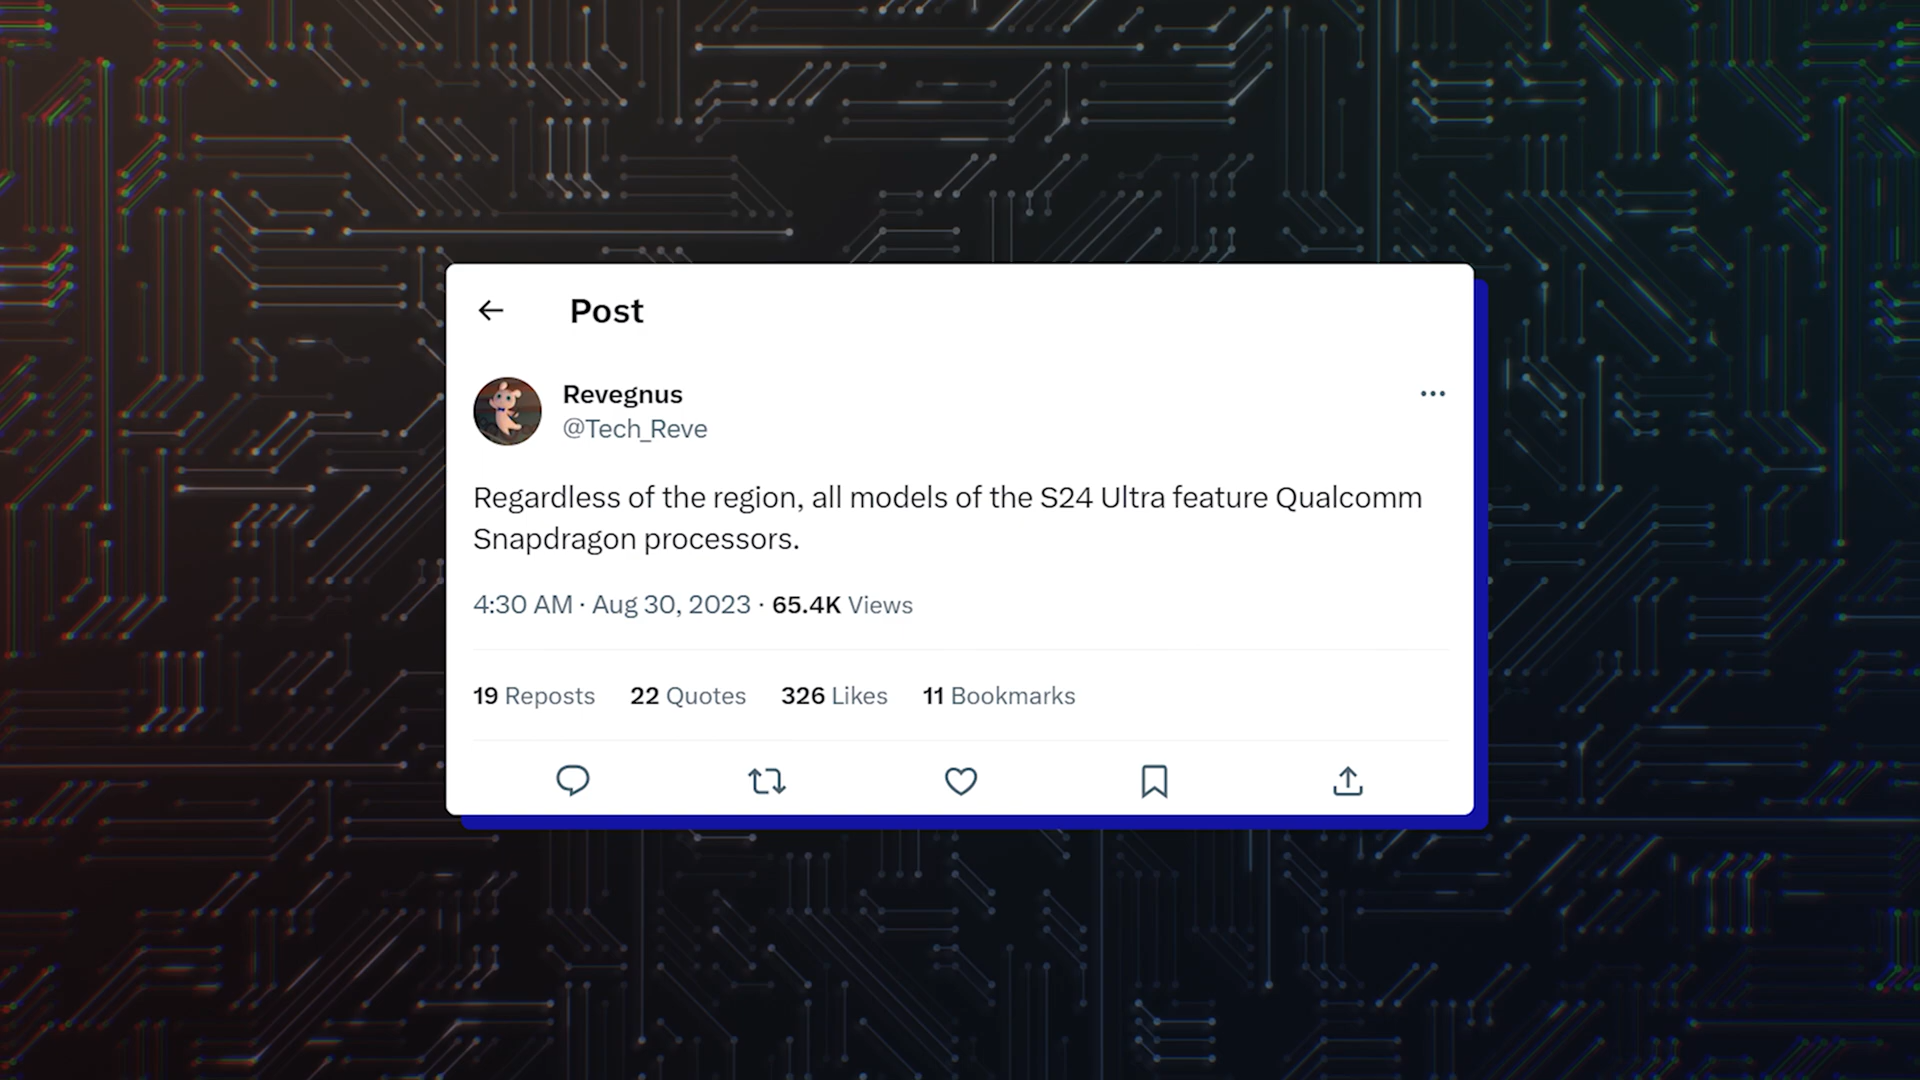 Post
Revegnus
@Tech_Reve
Regardless of the region, all models of the S24 Ultra feature Qualcomm
Snapdragon processors.
4:30 AM · Aug 30, 2023 · 65.4K Views
19 Reposts 22 Quotes 326 Likes 11 Bookmarks